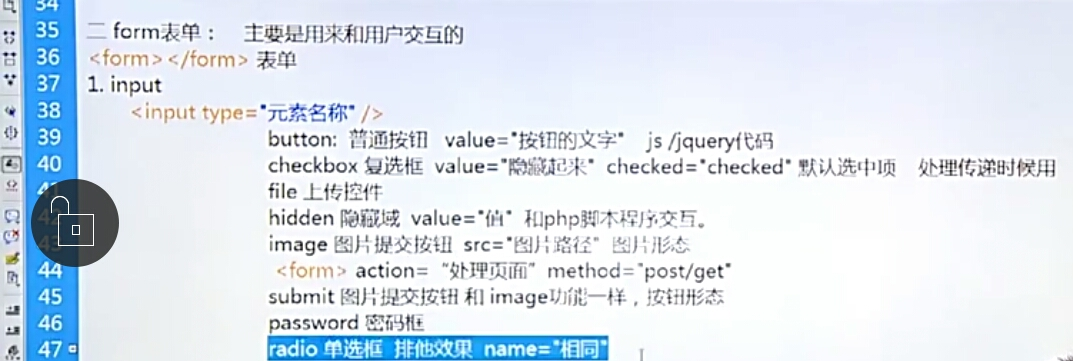 34
35 二 form表单： 主要是用来和用户交互的
36 <form></form> 表单
37 1. input
38 <input type="元素名称" />
39 button: 普通按钮 value="按钮的文字" js /jquery代码
40 checkbox 复选框 value="隐藏起来" checked="checked" 默认选中项 处理传递时候用
41 file 上传控件
42 hidden 隐藏域 value="值" 和php脚本程序交互。
43 image 图片提交按钮 src="图片路径" 图片形态
44 <form> action= “处理页面" method="post/get"
45 submit 图片提交按钮 和 image功能一样，按钮形态
46 password 密码框
47 radio 单选框 排他效果 name="相同"